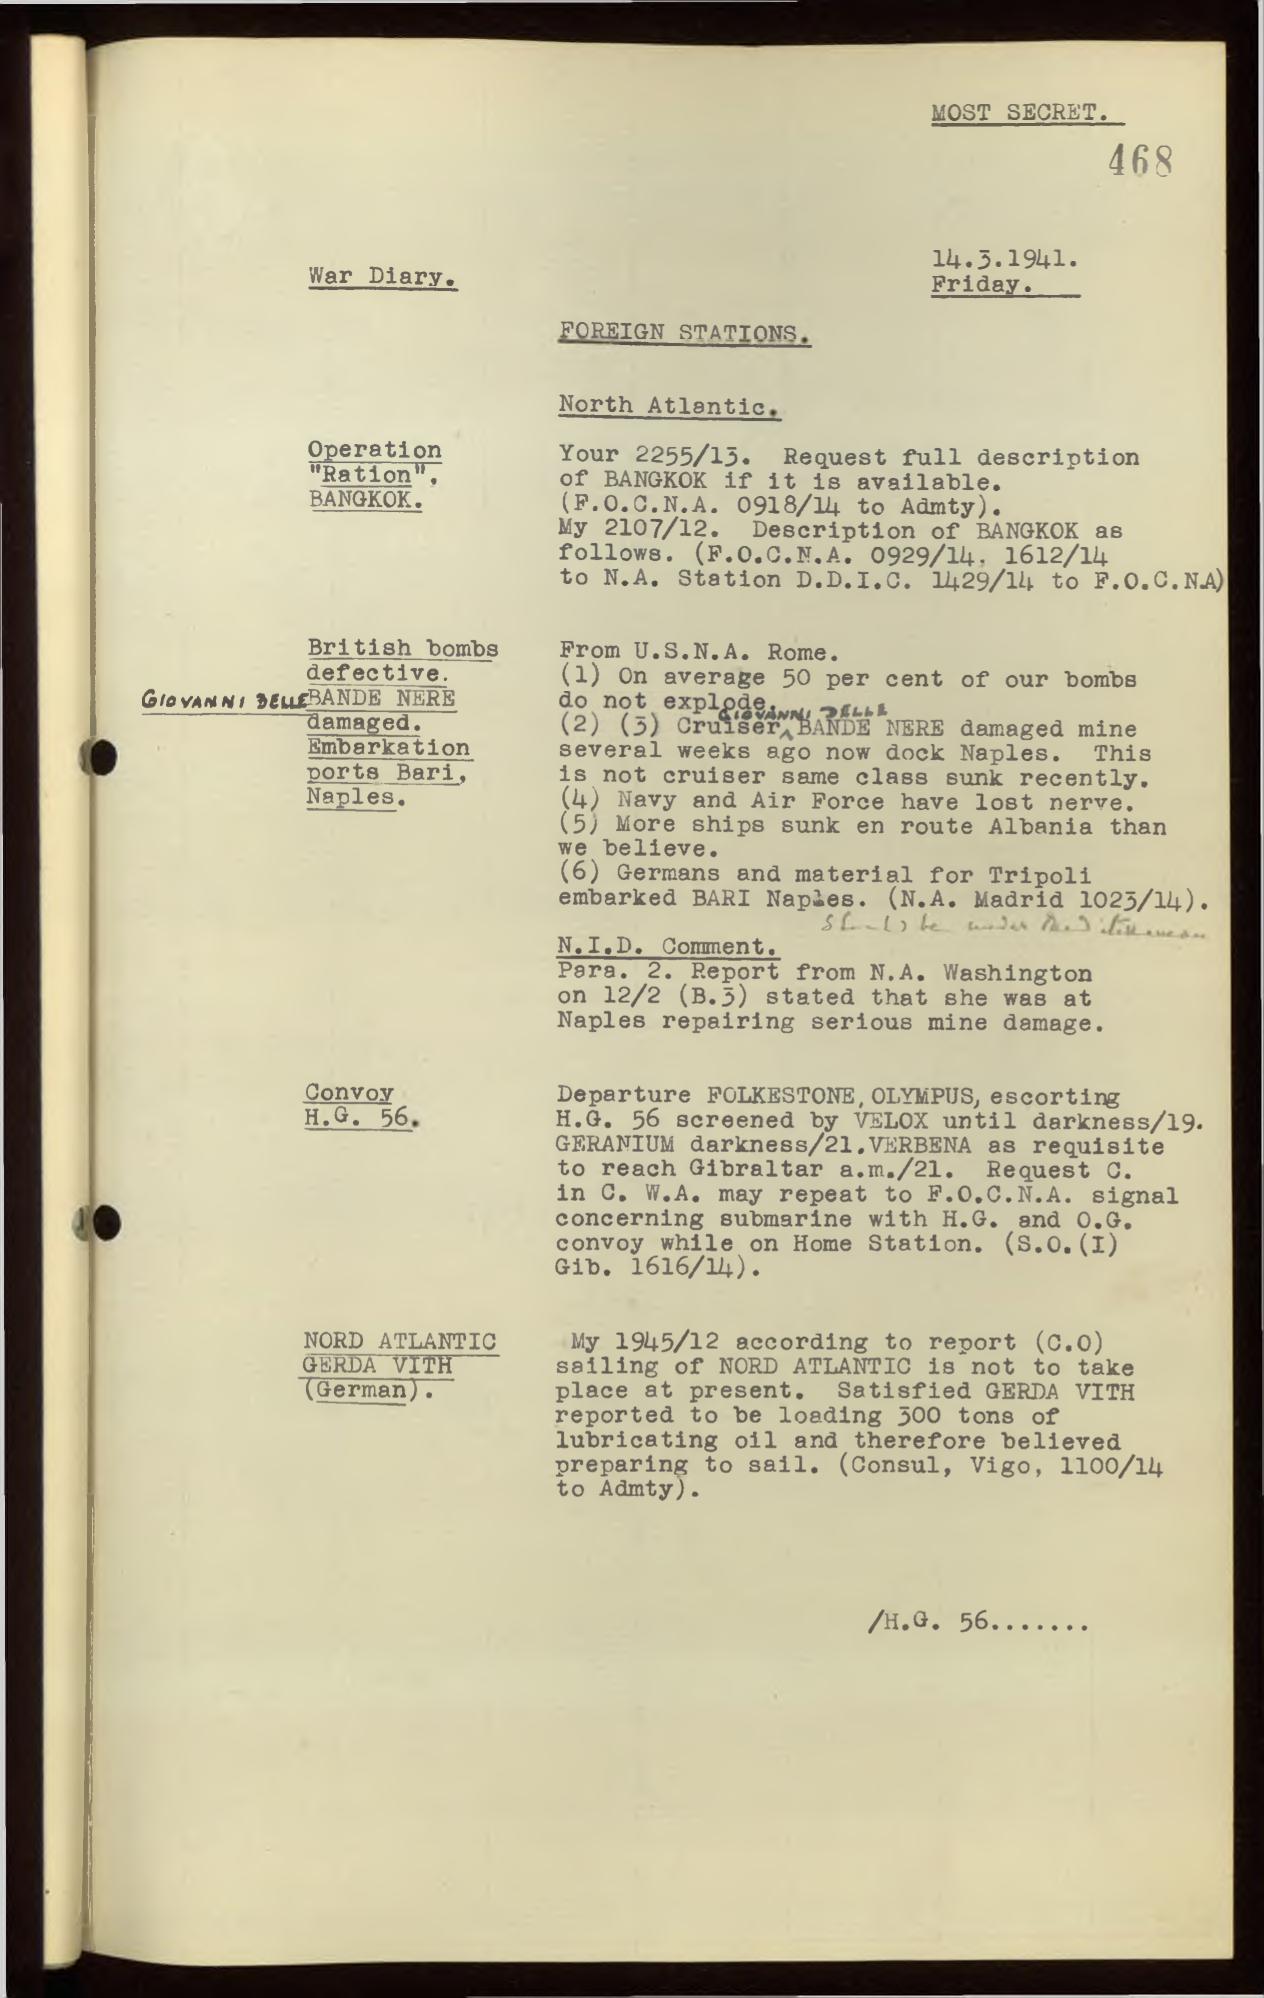 MOST SECRET.
468
14.3.1941.
War Diary.
Friday.
FOREIGN STATIONS.
North Atlantic.
Operation
"Ration",
BANGKOK.
Your 2255/13. Request full description
of BANGKOK if it is available.
(F.O.C.N.A. 0918/14 to Admty).
My 2107/12. Description of BANGKOK as
follows. (F.O.C.N.A. 0929/14, 1612/14
to N.A. Station D.D.I.C. 1429/14 to F.O.C.N.A)
British bombs
defective.
GIOVANNI DELLE BANDE NERE
damaged.
Embarkation
ports Bari,
Naples.
From U.S.N.A. Rome.
(1) On average 50 per cent of our bombs
do not explode.
GIOVANNI DELLE
(2) (3) Cruiser BANDE NERE damaged mine
several weeks ago now dock Naples. This
is not cruiser same class sunk recently.
(4) Navy and Air Force have lost nerve.
(5) More ships sunk en route Albania than
we believe.
(6) Germans and material for Tripoli
embarked BARI Naples. (N.A. Madrid 1023/14).
Should be under Mediterranean
N.I.D. Comment.
Para. 2. Report from N.A. Washington
on 12/2 (B.3) stated that she was at
Naples repairing serious mine damage.
Convoy
H.G. 56.
Departure FOLKESTONE, OLYMPUS, escorting
H.G. 56 screened by VELOX until darkness/19.
GERANIUM darkness/21.VERBENA as requisite
to reach Gibraltar a.m./21. Request C.
in C. W.A. may repeat to F.O.C.N.A. signal
concerning submarine with H.G. and O.G.
convoy while on Home Station. (S.O.(I)
Gib. 1616/14).
NORD ATLANTIC
GERDA VITH
(German).
My 1945/12 according to report (C.O)
sailing of NORD ATLANTIC is not to take
place at present. Satisfied GERDA VITH
reported to be loading 300 tons of
lubricating oil and therefore believed
preparing to sail. (Consul, Vigo, 1100/14
to Admty).
/H.G. 56.......